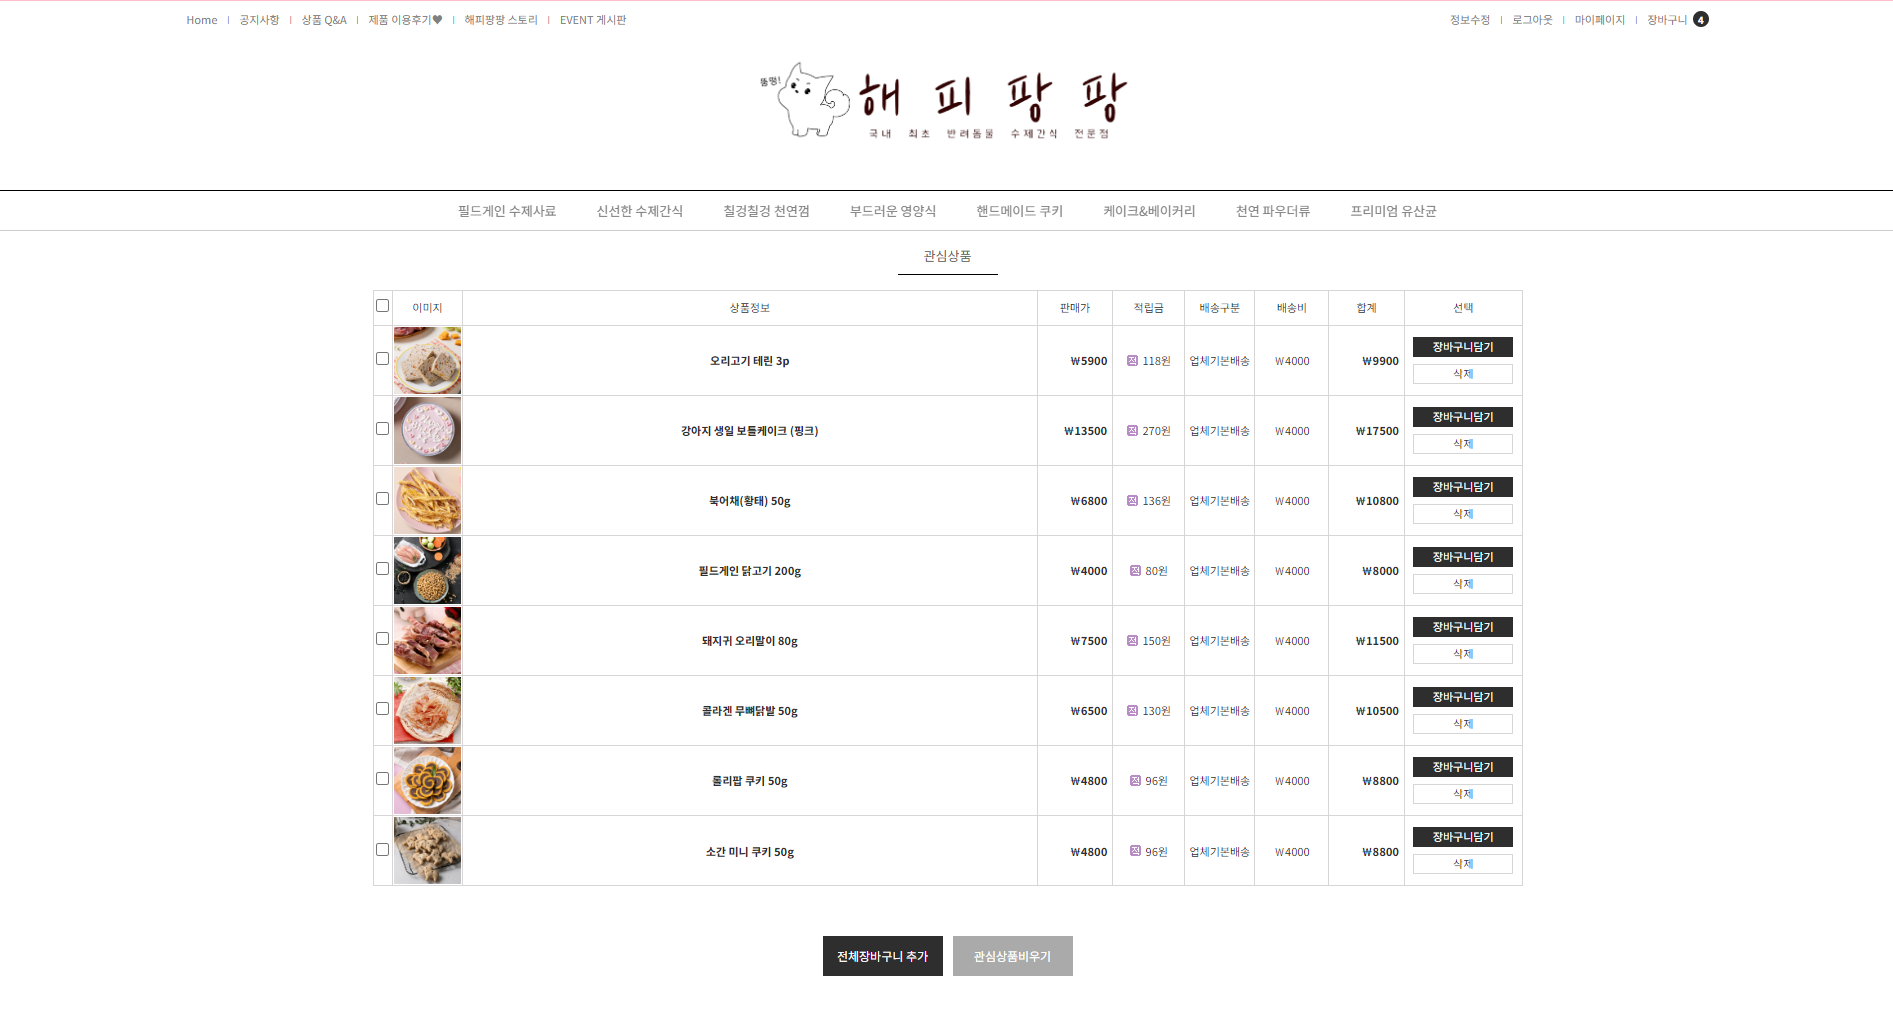 Home | 공지사항 | 상품 Q&A | 제품 이용후기♥ | 해피팡팡 스토리 | EVENT 게시판
정보수정 | 로그아웃 | 마이페이지 | 장바구니 4
뚱땅!
해피팡팡
국내 최초 반려동물 수제간식 전문점
필드게인 수제사료 신선한 수제간식 칠겅칠겅 천연껌 부드러운 영양식 핸드메이드 쿠키 케이크&베이커리 천연 파우더류 프리미엄 유산균
관심상품
이미지 상품정보 판매가 적립금 배송구분 배송비 합계 선택
오리고기 테린 3p ₩5900 118원 업체기본배송 ₩4000 ₩9900 장바구니담기
삭제
강아지 생일 보틀케이크 (핑크) ₩13500 270원 업체기본배송 ₩4000 ₩17500 장바구니담기
삭제
북어채(황태) 50g ₩6800 136원 업체기본배송 ₩4000 ₩10800 장바구니담기
삭제
필드게인 닭고기 200g ₩4000 80원 업체기본배송 ₩4000 ₩8000 장바구니담기
삭제
돼지귀 오리말이 80g ₩7500 150원 업체기본배송 ₩4000 ₩11500 장바구니담기
삭제
콜라겐 무뼈닭발 50g ₩6500 130원 업체기본배송 ₩4000 ₩10500 장바구니담기
삭제
롤리팝 쿠키 50g ₩4800 96원 업체기본배송 ₩4000 ₩8800 장바구니담기
삭제
소간 미니 쿠키 50g ₩4800 96원 업체기본배송 ₩4000 ₩8800 장바구니담기
삭제
전체장바구니 추가 관심상품비우기